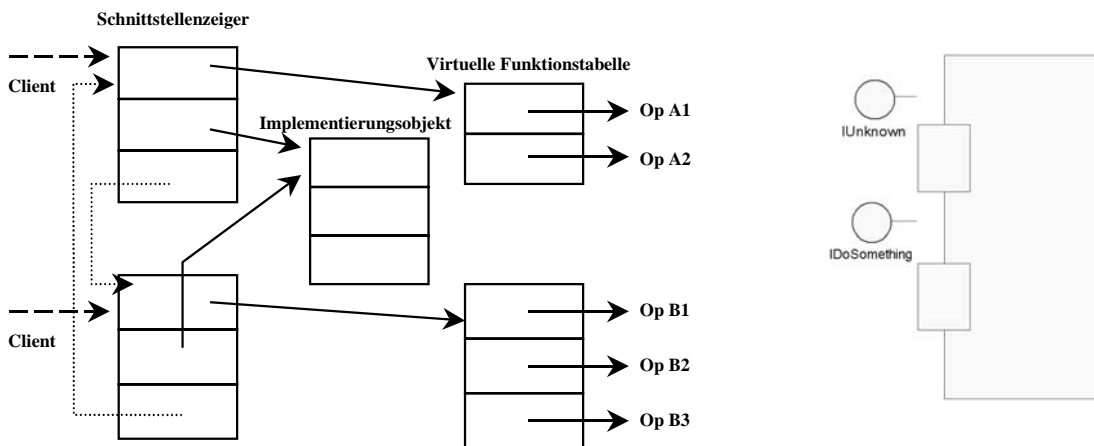 Schnittstellenzeiger
Client
Virtuelle Funktionstabelle
Op A1
Implementierungsobjekt
Op A2
Client
Op B1
Op B2
Op B3
IUnknown
IDoSomething